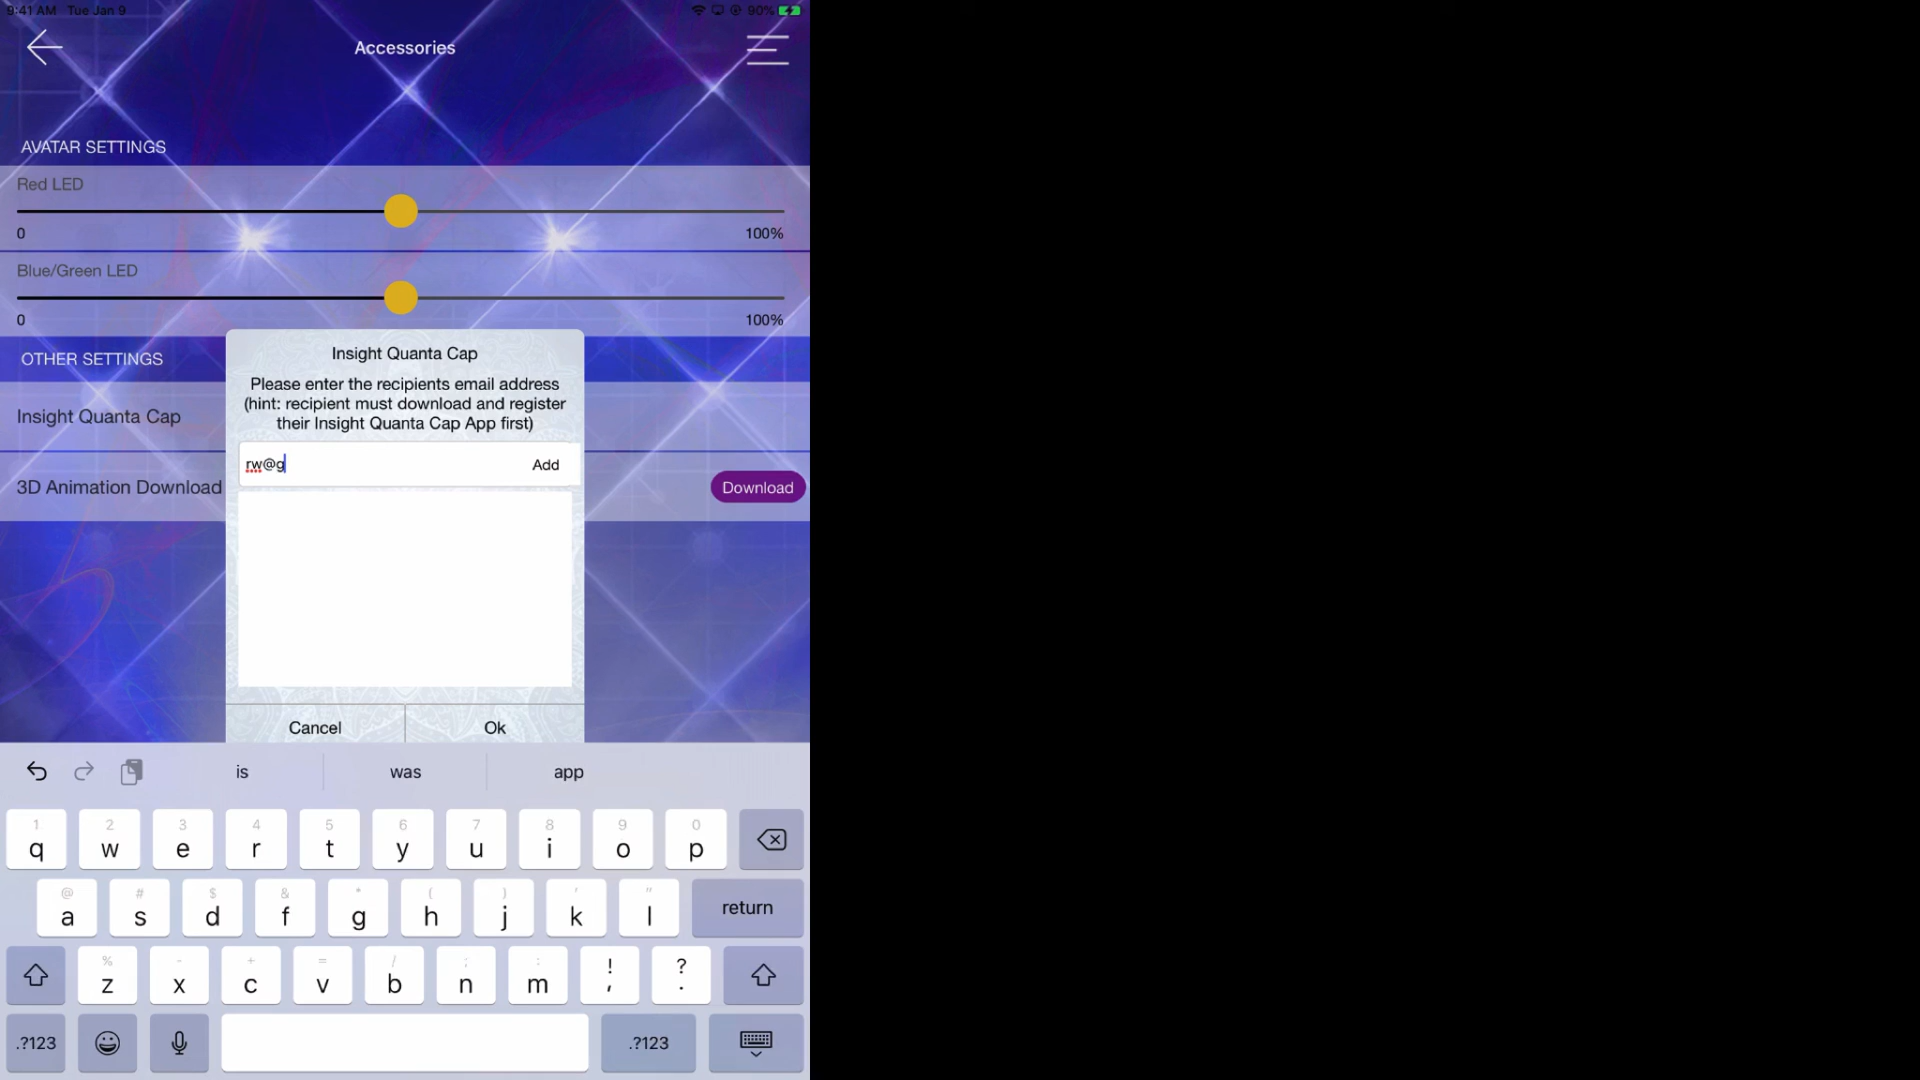 9:41 AM Tue Jan 9
90%
Accessories
AVATAR SETTINGS
Red LED
0 100%
Blue/Green LED
0 100%
OTHER SETTINGS
Insight Quanta Cap
3D Animation Download
Download
Insight Quanta Cap
Please enter the recipients email address
(hint: recipient must download and register
their Insight Quanta Cap App first)
rw@g
Add
Cancel Ok
is was app
1 2 3 4 5 6 7 8 9 0
q w e r t y u i o p
@ # $ & * ( ) ' "
a s d f g h j k l return
% - + = / ; : ! ?
z x c v b n m , .
.?123 .?123